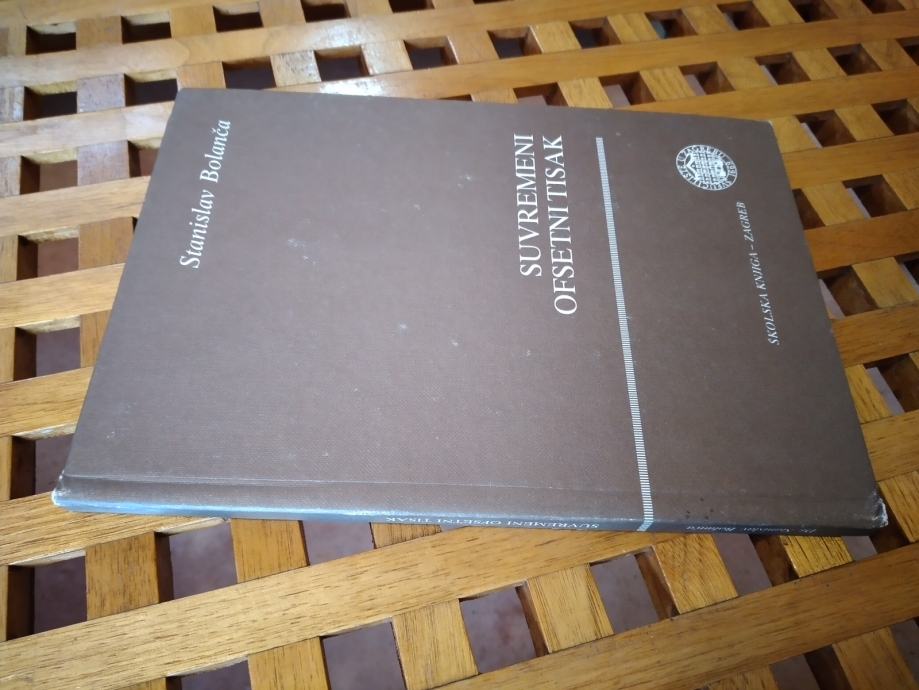 Stanislav Bolanča
SUVREMENI
OFSETNI TISAK
ŠKOLSKA KNJIGA – ZAGREB
SUVREMENI OFSETNI TISAK